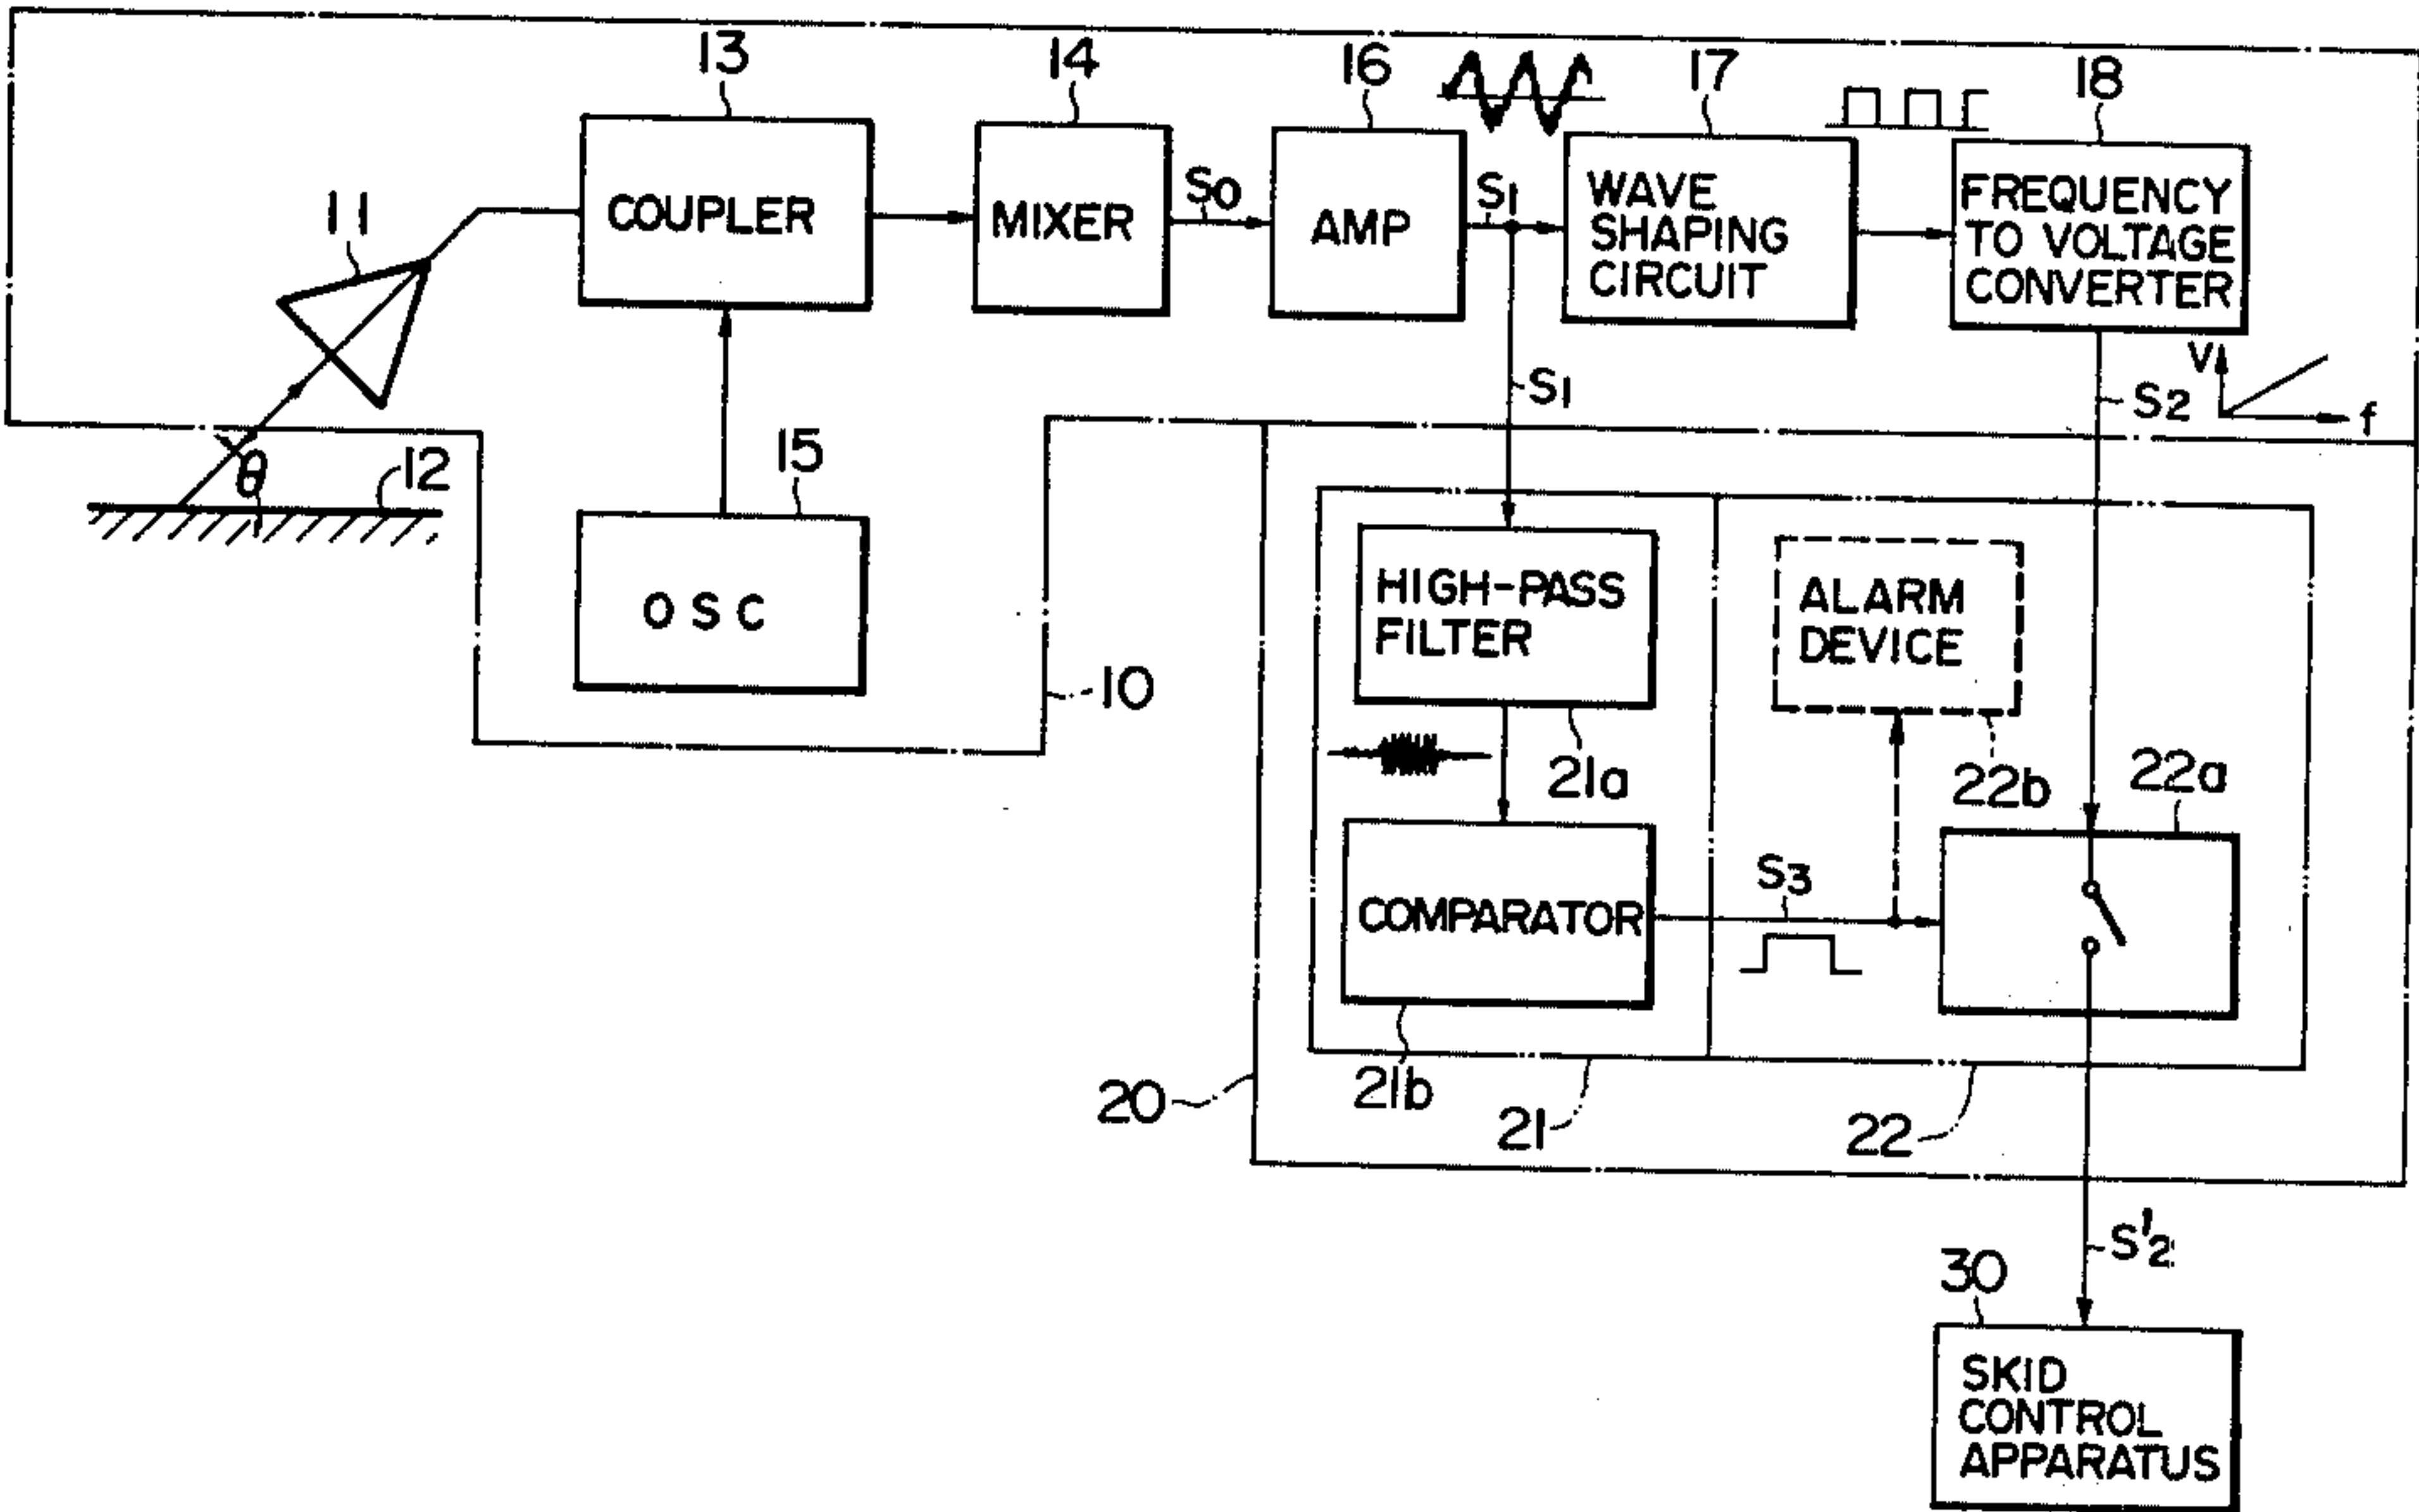 13
14
16
17
18
11
COUPLER
MIXER
S0
AMP
S1
WAVE
SHAPING
CIRCUIT
FREQUENCY
TO VOLTAGE
CONVERTER
V
f
S1
S2
θ
12
15
OSC
10
HIGH-PASS
FILTER
ALARM
DEVICE
21a
22b
22a
COMPARATOR
S3
20
21b
21
22
S'2
30
SKID
CONTROL
APPARATUS